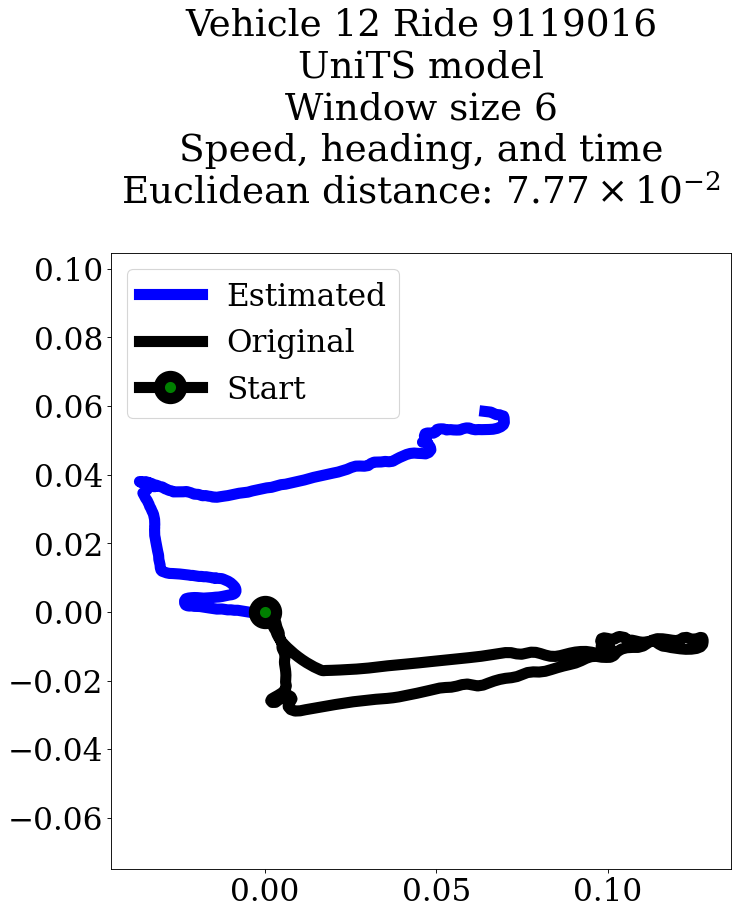 Vehicle 12 Ride 9119016
UniTS model
Window size 6
Speed, heading, and time
Euclidean distance: 7.77 × 10⁻²
0.10
0.08
0.06
0.04
0.02
0.00
−0.02
−0.04
−0.06
Estimated
Original
Start
0.00 0.05 0.10